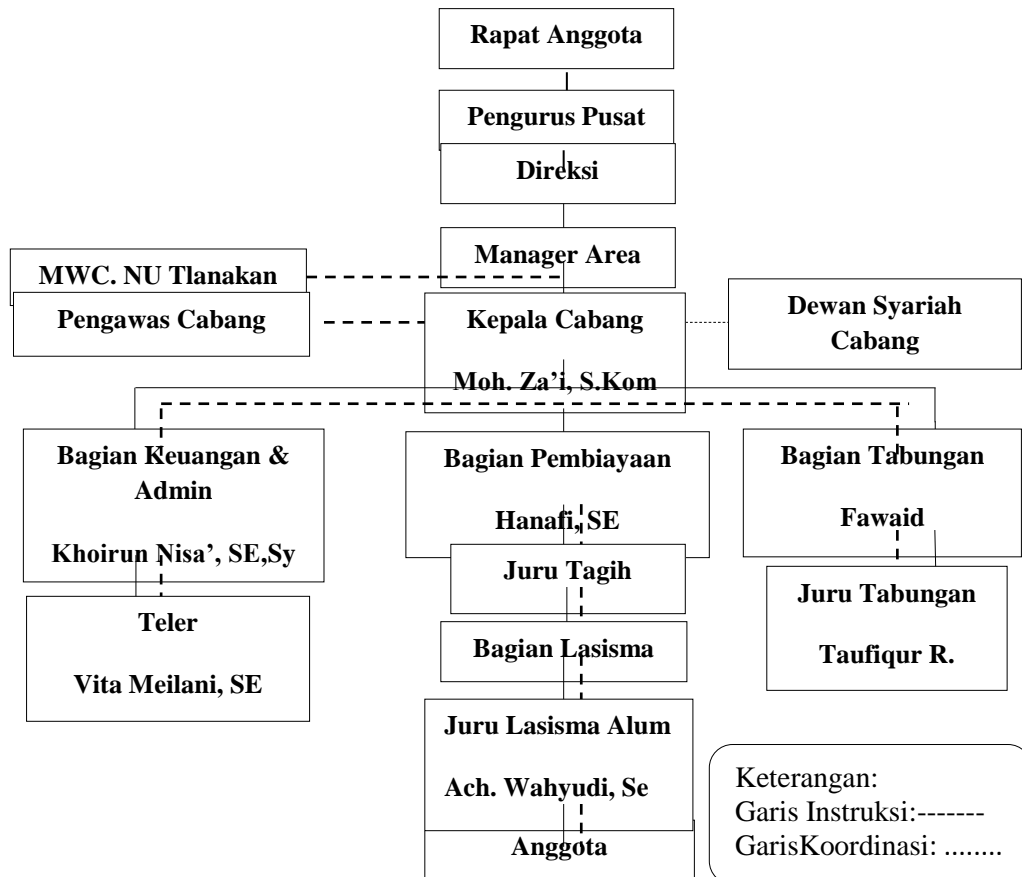 Rapat Anggota
Pengurus Pusat
Direksi
Manager Area
MWC. NU Tlanakan
Pengawas Cabang
Kepala Cabang
Moh. Za’i, S.Kom
Dewan Syariah
Cabang
Bagian Keuangan &
Admin
Khoirun Nisa’, SE,Sy
Bagian Pembiayaan
Hanafi, SE
Bagian Tabungan
Fawaid
Teler
Vita Meilani, SE
Juru Tagih
Bagian Lasisma
Juru Lasisma Alum
Ach. Wahyudi, Se
Anggota
Juru Tabungan
Taufiqur R.
Keterangan:
Garis Instruksi:-------
GarisKoordinasi: ........